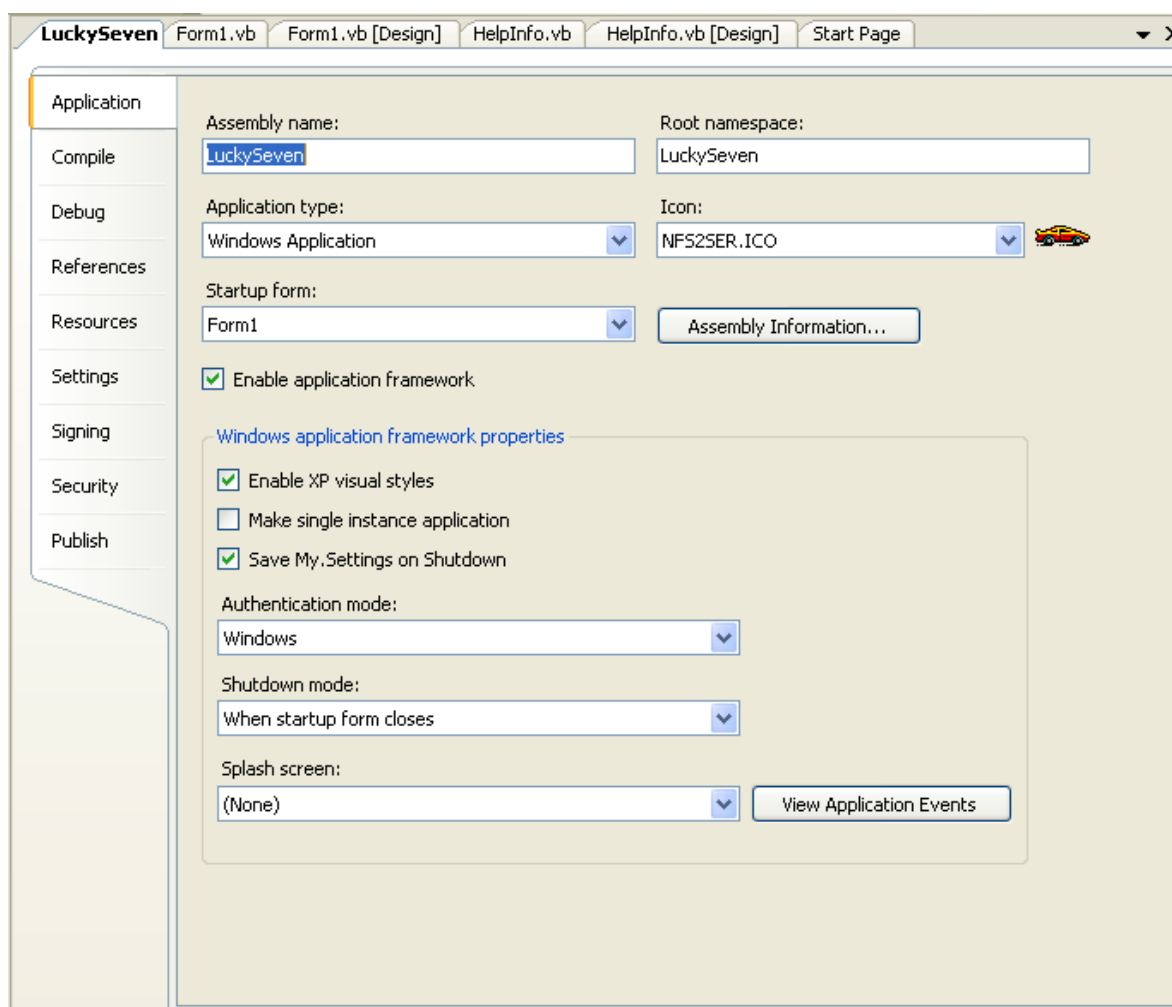 LuckySeven Form1.vb Form1.vb [Design] HelpInfo.vb HelpInfo.vb [Design] Start Page
Application
Compile
Debug
References
Resources
Settings
Signing
Security
Publish
Assembly name: Root namespace:
LuckySeven LuckySeven
Application type: Icon:
Windows Application NFS2SER.ICO
Startup form:
Form1 Assembly Information...
Enable application framework
Windows application framework properties
Enable XP visual styles
Make single instance application
Save My.Settings on Shutdown
Authentication mode:
Windows
Shutdown mode:
When startup form closes
Splash screen:
(None) View Application Events